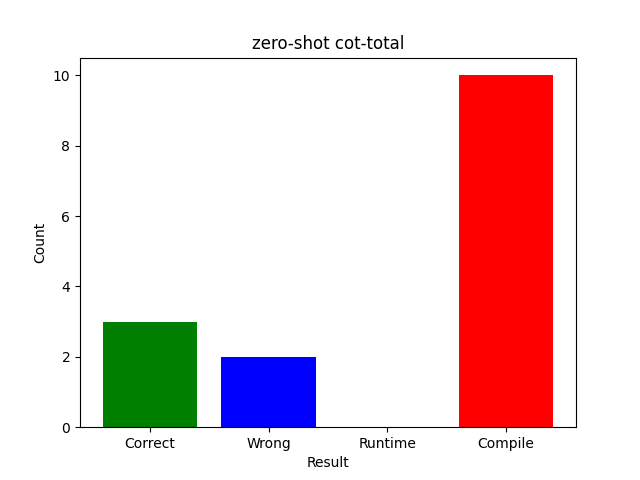 zero-shot cot-total
Count
10
8
6
4
2
0
Correct
Wrong
Runtime
Compile
Result